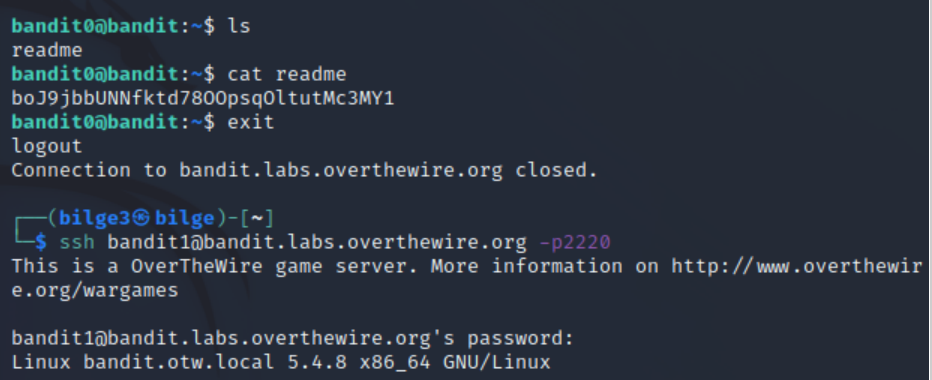 bandit0@bandit:~$ ls
readme
bandit0@bandit:~$ cat readme
boJ9jbbUNNfktd78OOpsqOltutMc3MY1
bandit0@bandit:~$ exit
logout
Connection to bandit.labs.overthewire.org closed.
┌──(bilge3㉿bilge)-[~]
└─$ ssh bandit1@bandit.labs.overthewire.org -p2220
This is a OverTheWire game server. More information on http://www.overthewir
e.org/wargames
bandit1@bandit.labs.overthewire.org's password:
Linux bandit.otw.local 5.4.8 x86_64 GNU/Linux